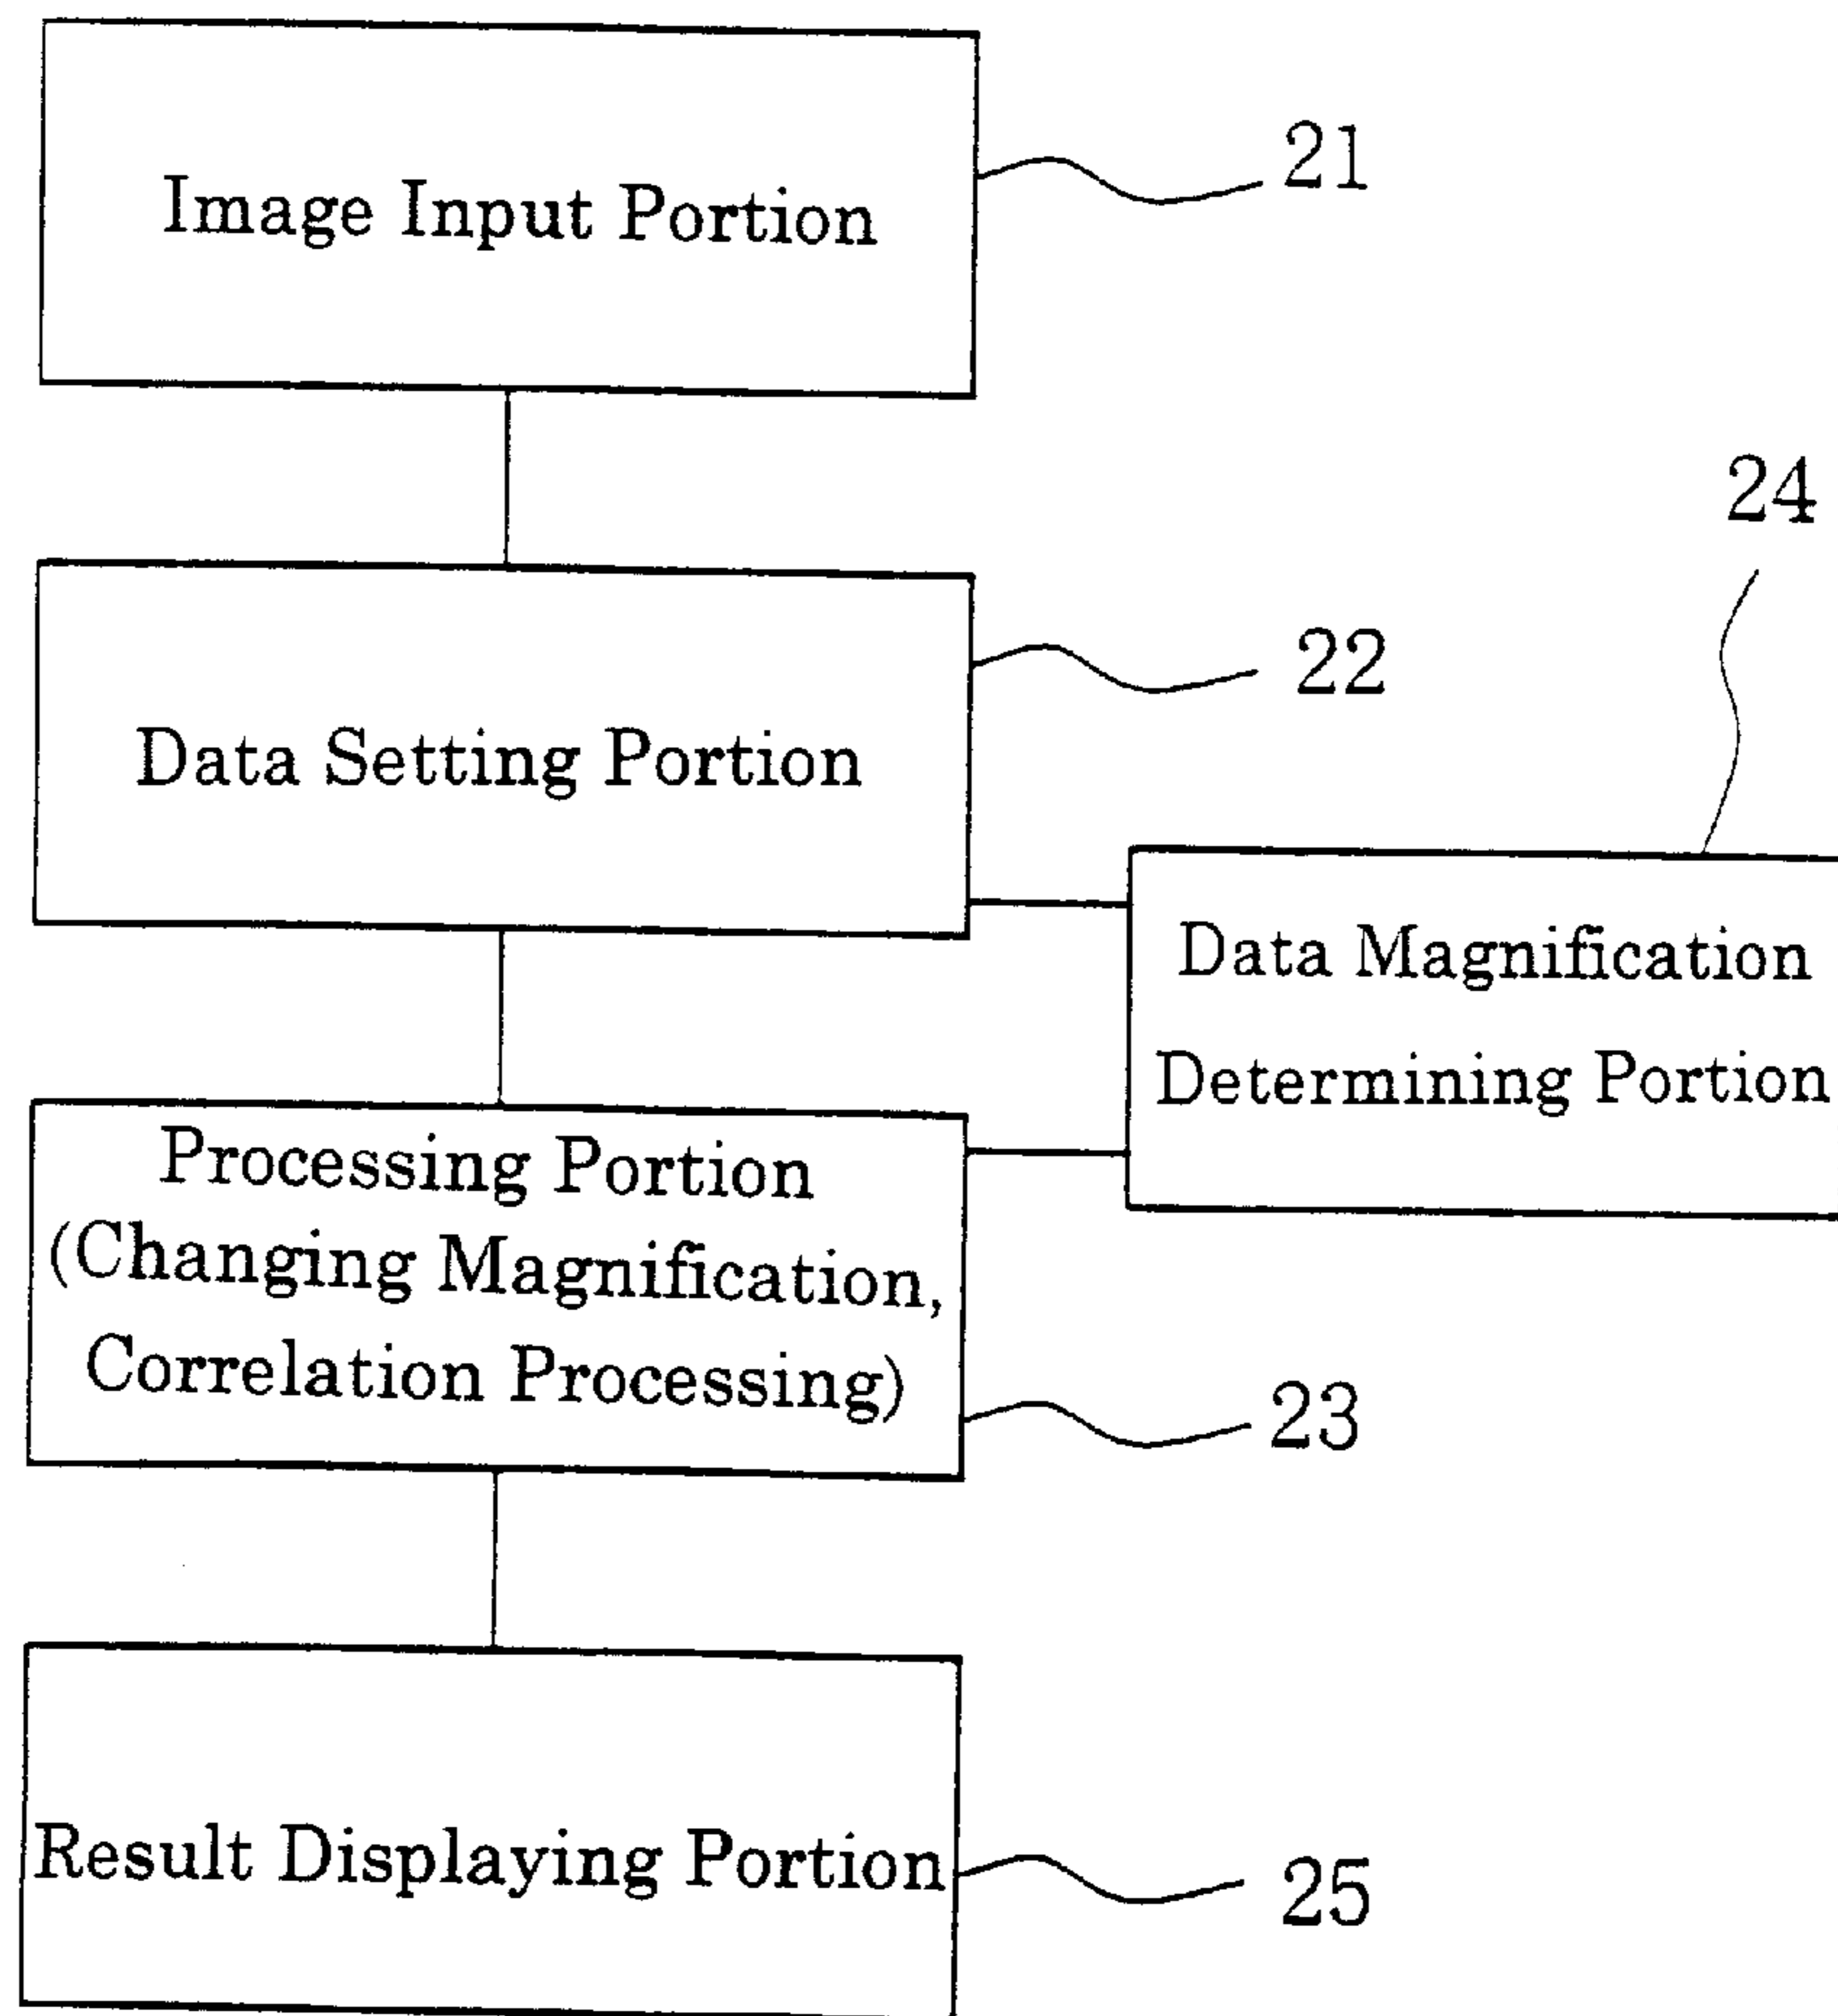 Image Input Portion
21
24
22
Data Setting Portion
Data Magnification
Determining Portion
Processing Portion
(Changing Magnification,
Correlation Processing)
23
Result Displaying Portion
25